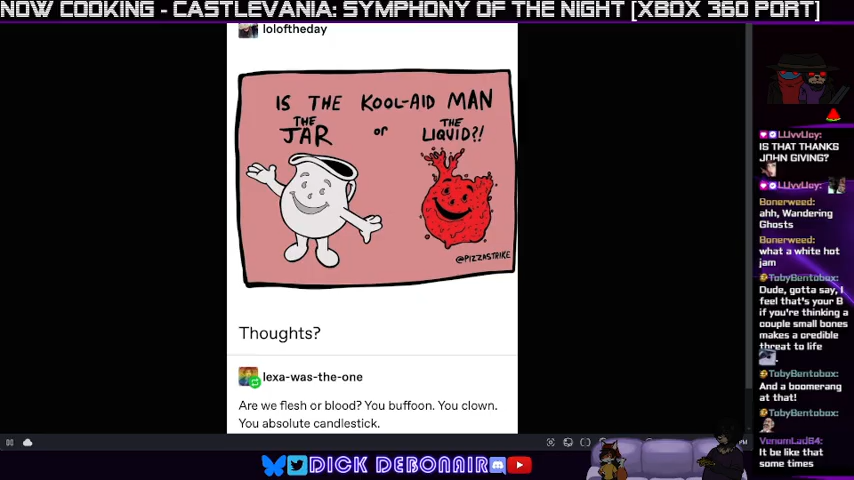 NOW COOKING - CASTLEVANIA: SYMPHONY OF THE NIGHT [XBOX 360 PORT]
loloftheday
IS THE KOOL-AID MAN
THE JAR or THE LIQUID?!
@PIZZASTRIKE
Thoughts?
lexa-was-the-one
Are we flesh or blood? You buffoon. You clown.
You absolute candlestick.
IS THAT THANKS
JOHN GIVING?
Bonerweed:
ahh, Wandering
Ghosts
Bonerweed:
what a white hot
jam
TobyBentobox:
Dude, gotta say, I
feel that's your B
if you're thinking a
couple small bones
makes a credible
threat to life
TobyBentobox:
And a boomerang
at that!
TobyBentobox:
VenumLad64:
It be like that
some times
DICK DEBONAIR